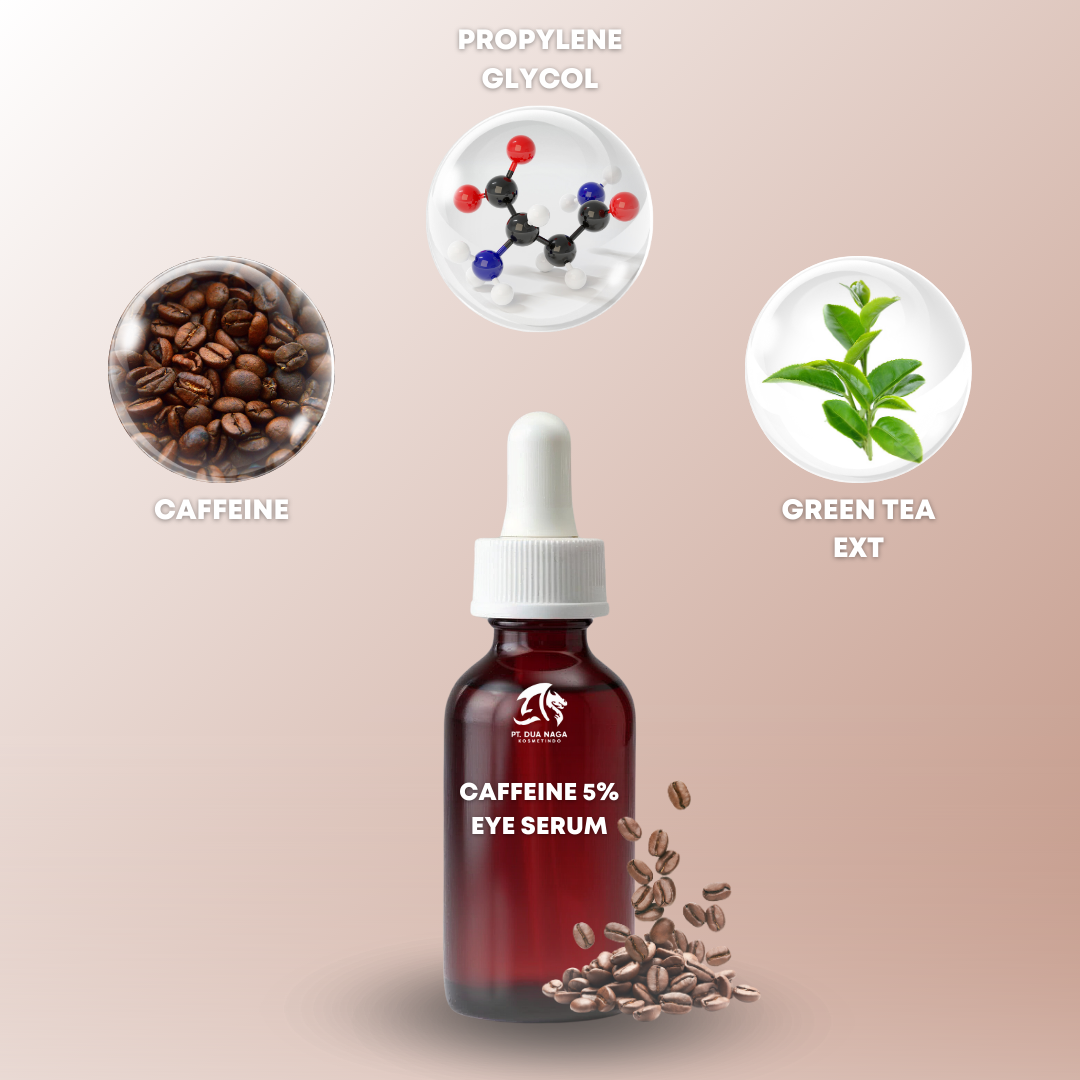 PROPYLENE
GLYCOL
CAFFEINE
GREEN TEA
EXT
PT. DUA NAGA
KOSMETINDO
CAFFEINE 5%
EYE SERUM